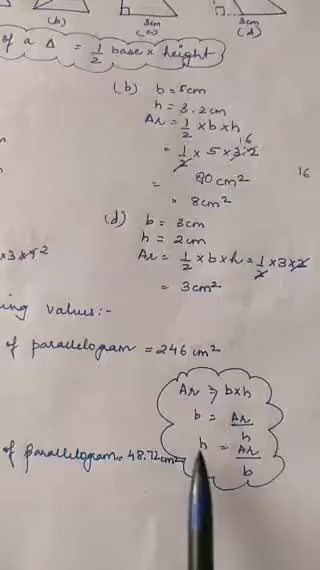 3cm
3cm
(b)
(c)
(d)
of a Δ = 1/2 base × height
(b) b = 5cm
h = 3.2cm
Ar = 1/2 × b × h
16
= 1/2 × 5 × 3.2
= 80 cm²
16
= 8cm²
(d) b = 3cm
h = 2cm
Ar = 1/2 × b × h = 1/2 × 3 × 2
= 3cm²
ing values:-
of parallelogram = 246 cm²
Ar = b×h
b = Ar/h
h = Ar/b
of parallelogram = 48.72cm²